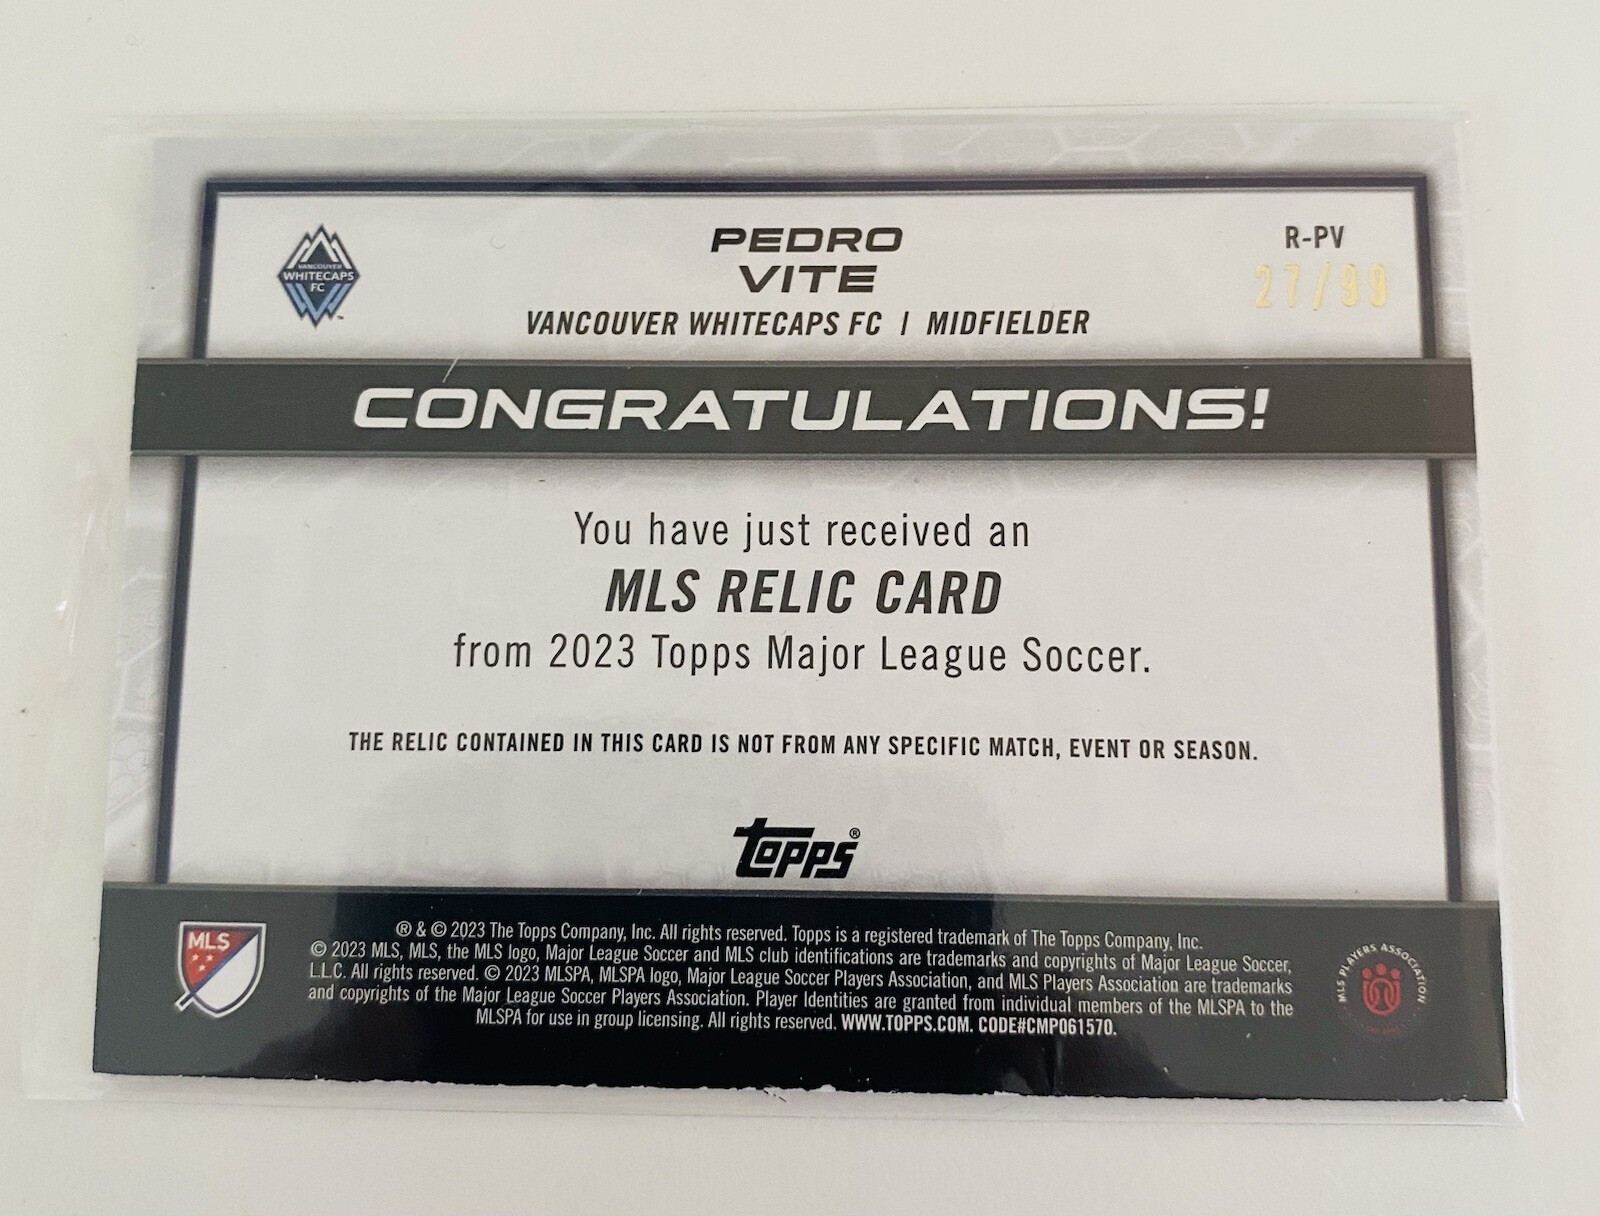 PEDRO
VITE
VANCOUVER WHITECAPS FC | MIDFIELDER
R-PV
27/99
VANCOUVER
WHITECAPS
FC
™
CONGRATULATIONS!
You have just received an
MLS RELIC CARD
from 2023 Topps Major League Soccer.
THE RELIC CONTAINED IN THIS CARD IS NOT FROM ANY SPECIFIC MATCH, EVENT OR SEASON.
topps®
MLS
® & © 2023 The Topps Company, Inc. All rights reserved. Topps is a registered trademark of The Topps Company, Inc.
© 2023 MLS, MLS, the MLS logo, Major League Soccer and MLS club identifications are trademarks and copyrights of Major League Soccer,
L.L.C. All rights reserved. © 2023 MLSPA, MLSPA logo, Major League Soccer Players Association, and MLS Players Association are trademarks
and copyrights of the Major League Soccer Players Association. Player Identities are granted from individual members of the MLSPA to the
MLSPA for use in group licensing. All rights reserved. WWW.TOPPS.COM. CODE#CMP061570.
MLS PLAYERS ASSOCIATION